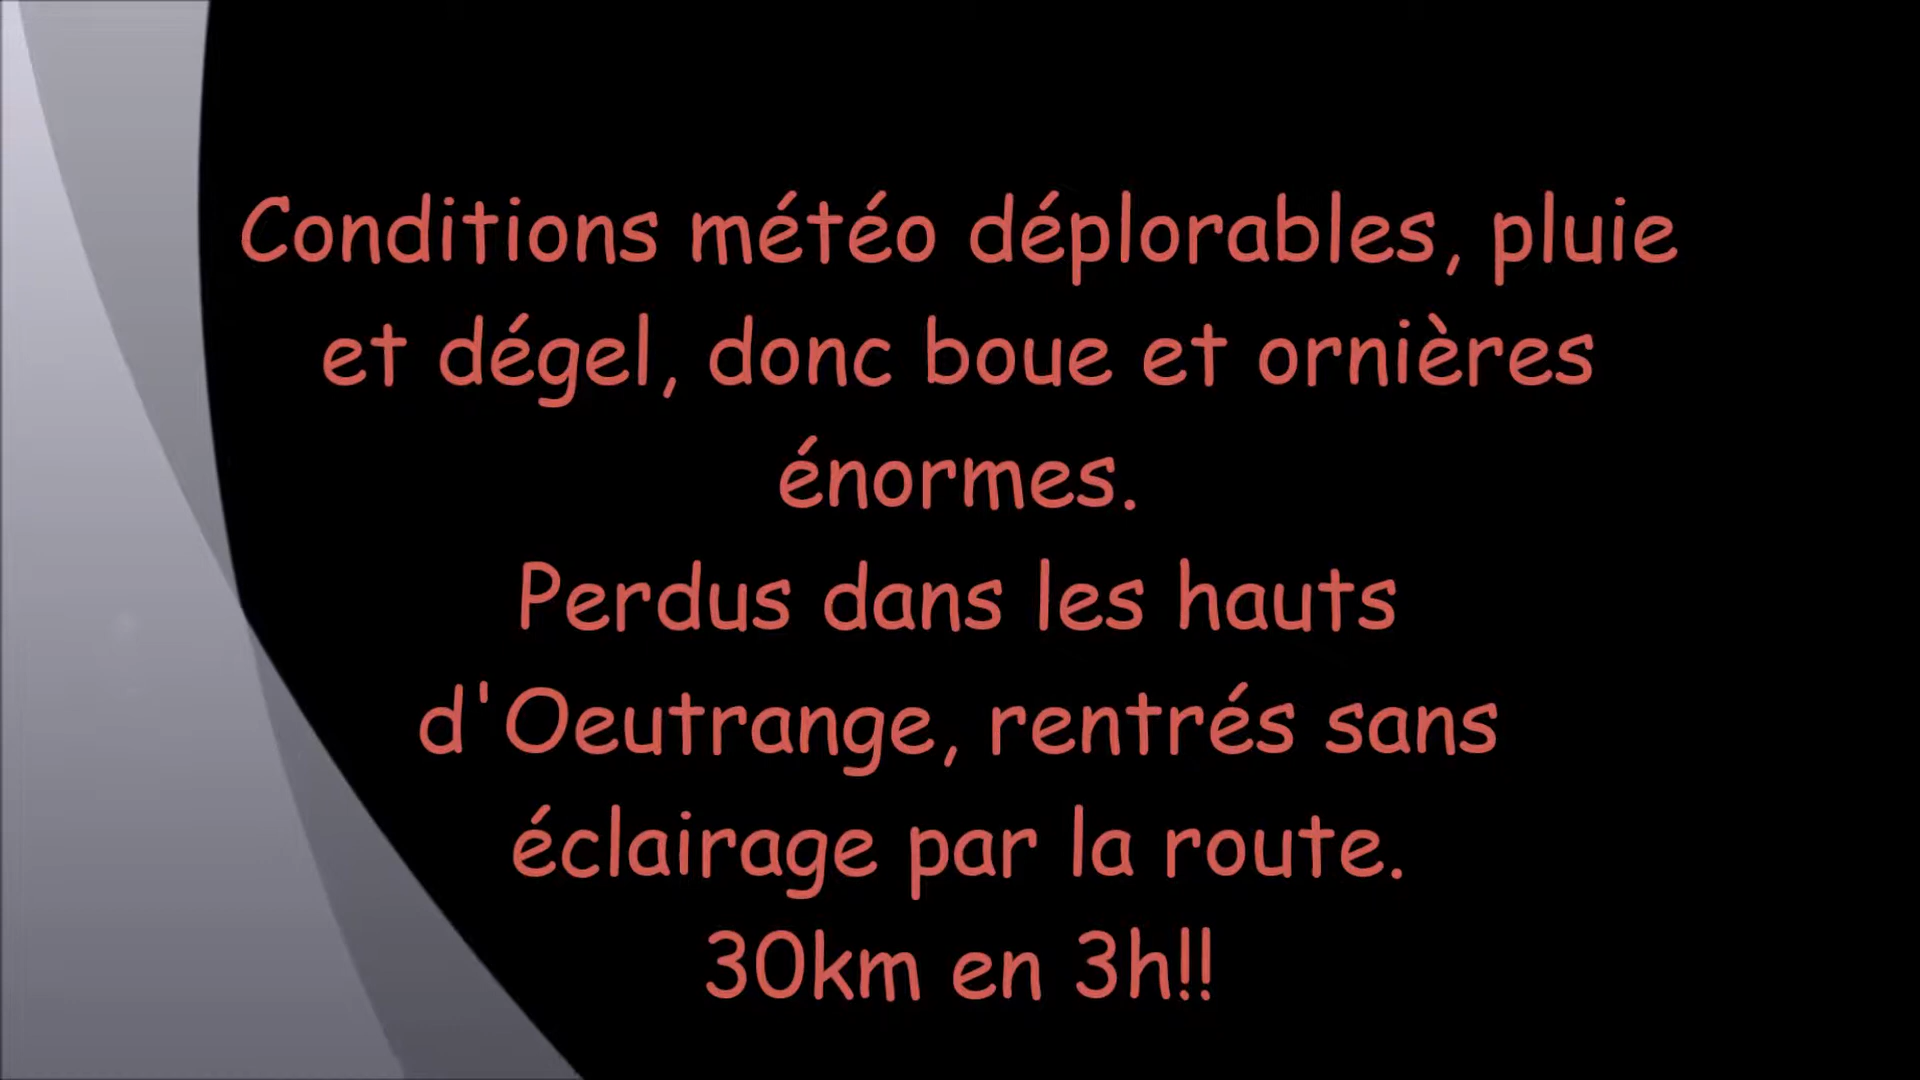 Conditions météo déplorables, pluie
et dégel, donc boue et ornières
énormes.
Perdus dans les hauts
d'Oeutrange, rentrés sans
éclairage par la route.
30km en 3h!!